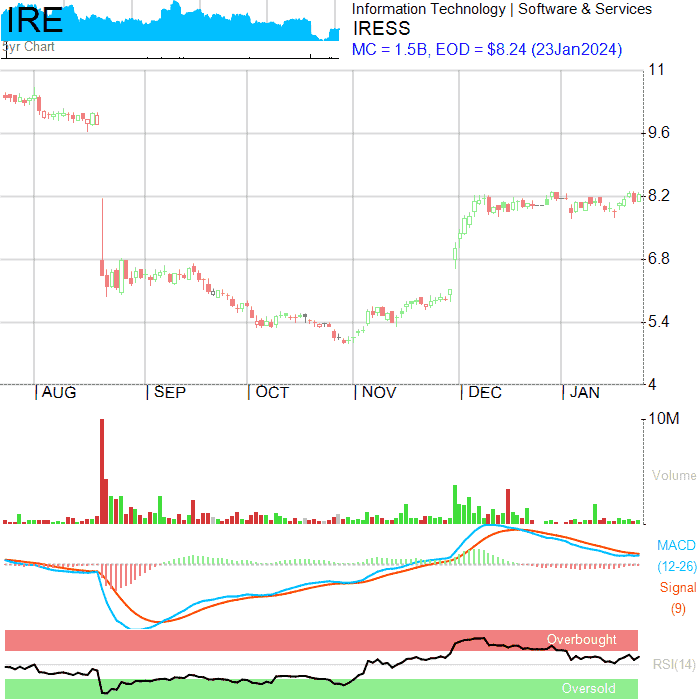 IRE
5yr Chart
Information Technology | Software & Services
IRESS
MC = 1.5B, EOD = $8.24 (23Jan2024)
11
9.6
8.2
6.8
5.4
4
AUG
SEP
OCT
NOV
DEC
JAN
10M
Volume
MACD
(12-26)
Signal
(9)
Overbought
RSI(14)
Oversold